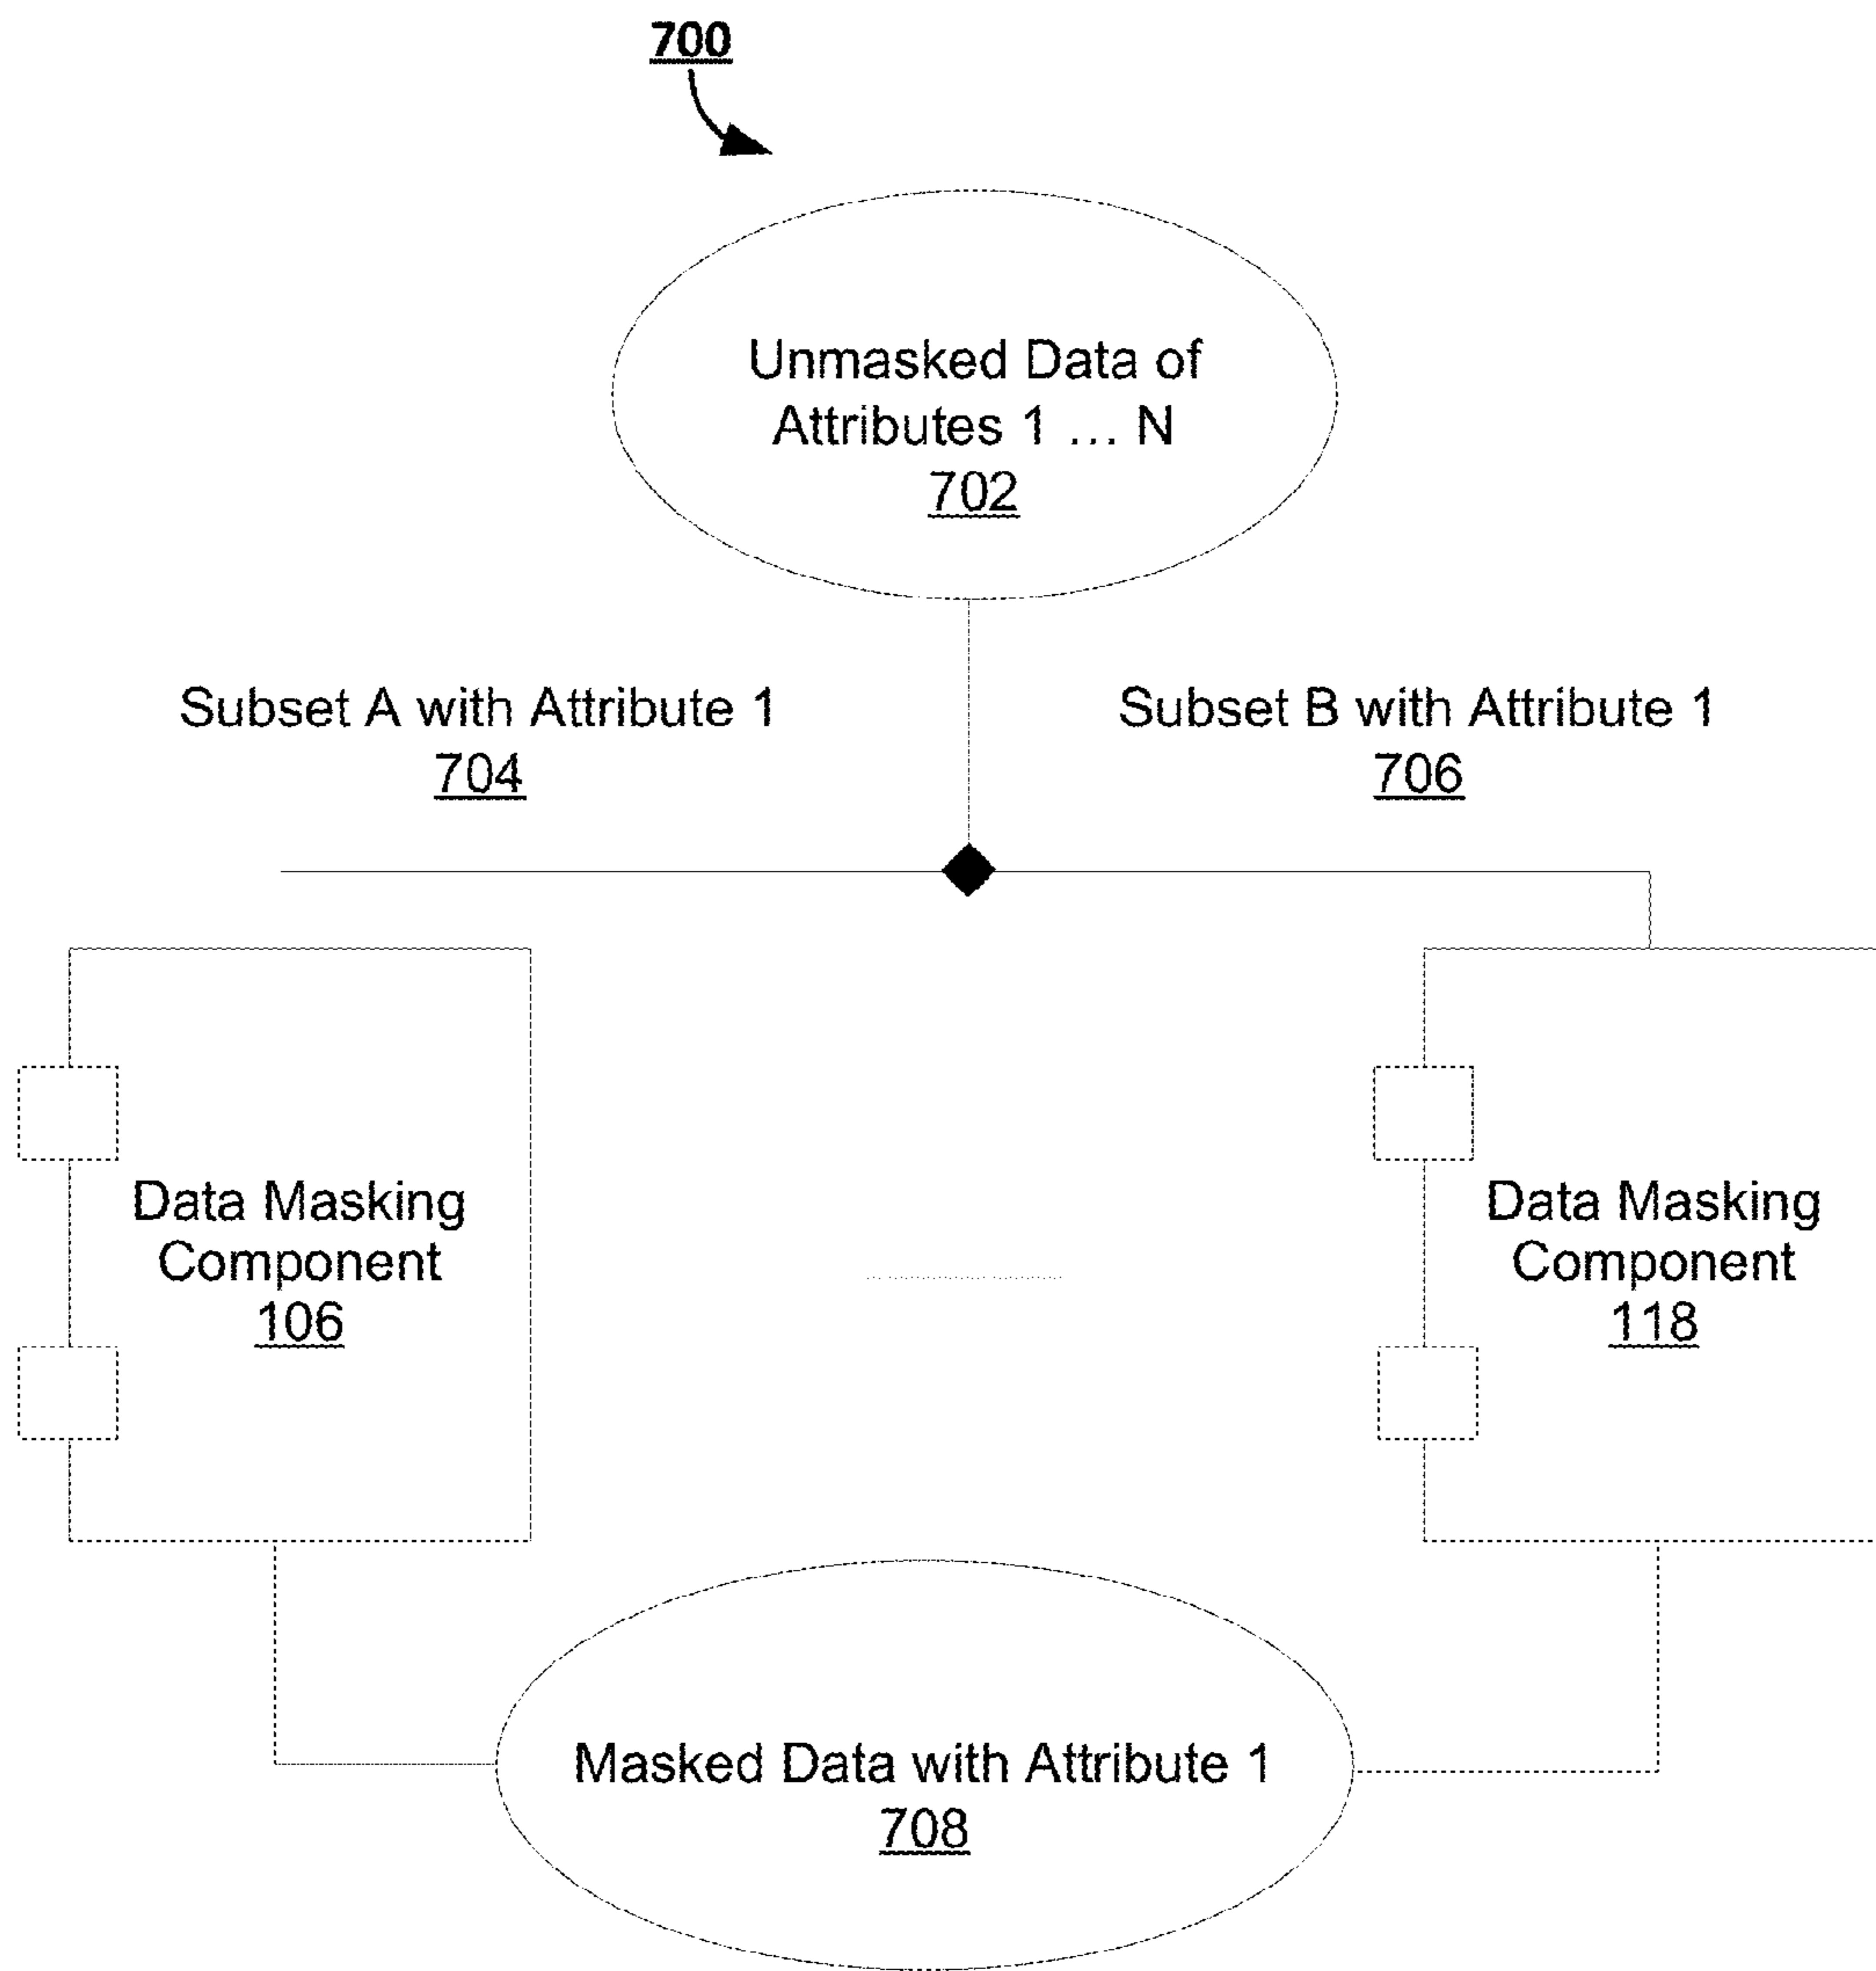 700
Unmasked Data of
Attributes 1 ... N
702
Subset A with Attribute 1
704
Subset B with Attribute 1
706
Data Masking
Component
106
Data Masking
Component
118
Masked Data with Attribute 1
708